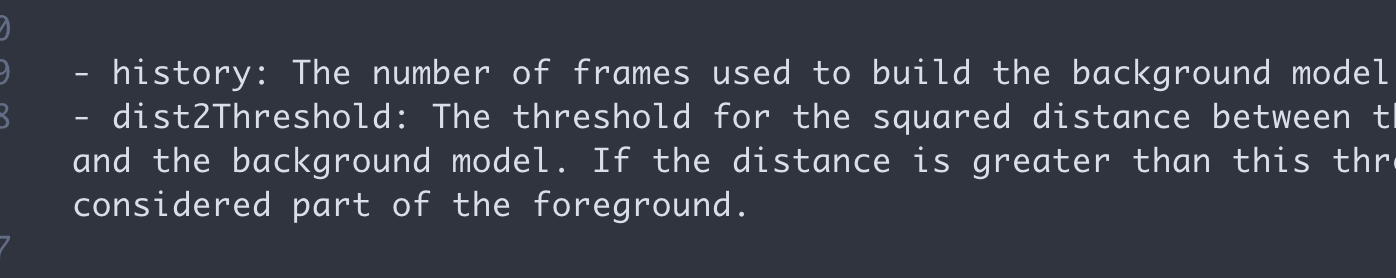 0
9 - history: The number of frames used to build the background model
8 - dist2Threshold: The threshold for the squared distance between
and the background model. If the distance is greater than this
considered part of the foreground.
7